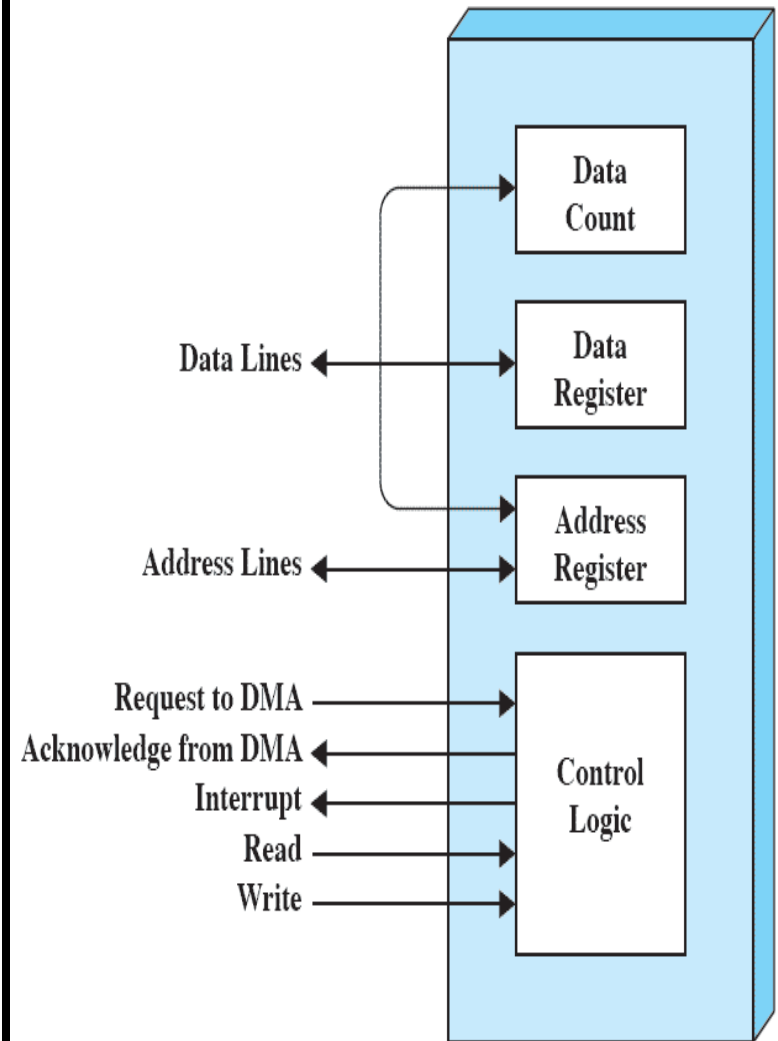 Data
Count
Data Lines
Data
Register
Address
Register
Address Lines
Request to DMA
Acknowledge from DMA
Interrupt
Read
Write
Control
Logic